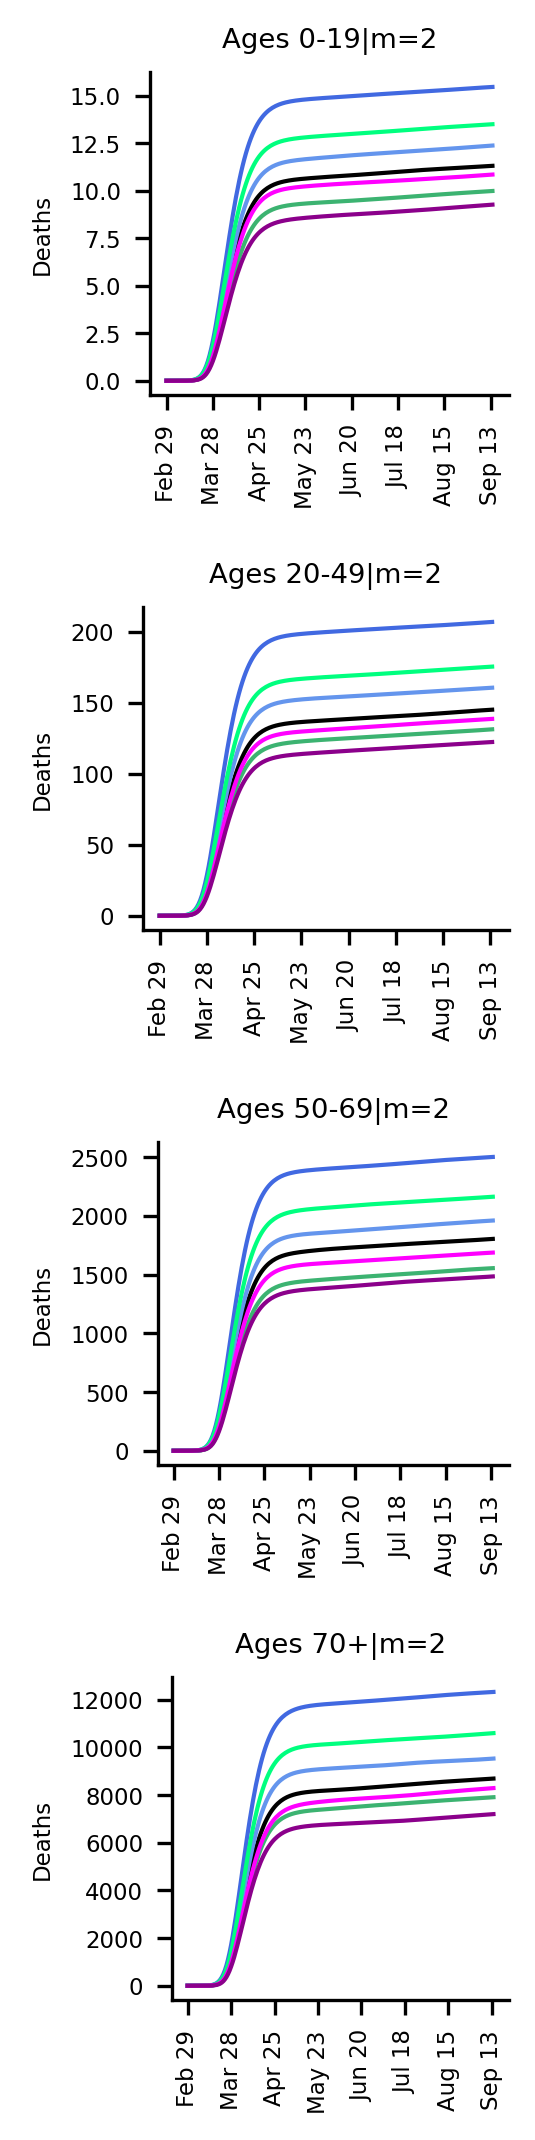 Ages 0-19|m=2
15.0
12.5
10.0
7.5
5.0
2.5
0.0
Deaths
Feb 29
Mar 28
Apr 25
May 23
Jun 20
Jul 18
Aug 15
Sep 13
Ages 20-49|m=2
200
150
100
50
0
Deaths
Feb 29
Mar 28
Apr 25
May 23
Jun 20
Jul 18
Aug 15
Sep 13
Ages 50-69|m=2
2500
2000
1500
1000
500
0
Deaths
Feb 29
Mar 28
Apr 25
May 23
Jun 20
Jul 18
Aug 15
Sep 13
Ages 70+|m=2
12000
10000
8000
6000
4000
2000
0
Deaths
Feb 29
Mar 28
Apr 25
May 23
Jun 20
Jul 18
Aug 15
Sep 13